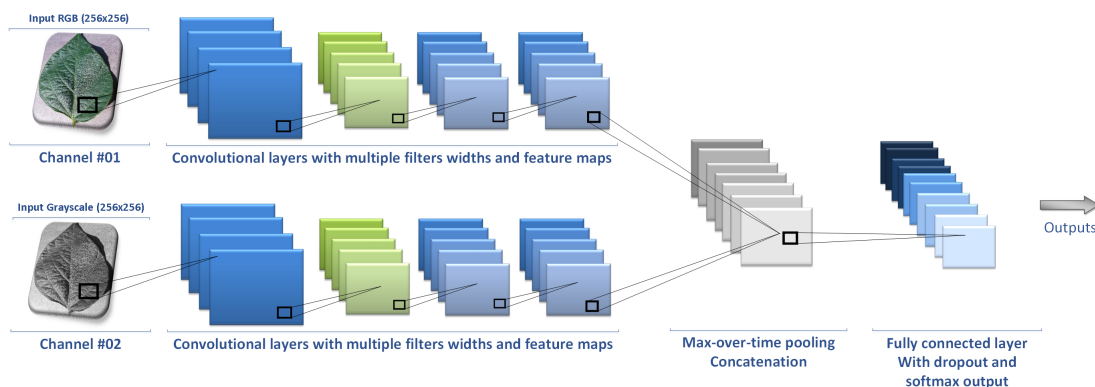 Input RGB (256x256)
Channel #01
Convolutional layers with multiple filters widths and feature maps
Input Grayscale (256x256)
Channel #02
Convolutional layers with multiple filters widths and feature maps
Max-over-time pooling
Concatenation
Fully connected layer
With dropout and
softmax output
Outputs